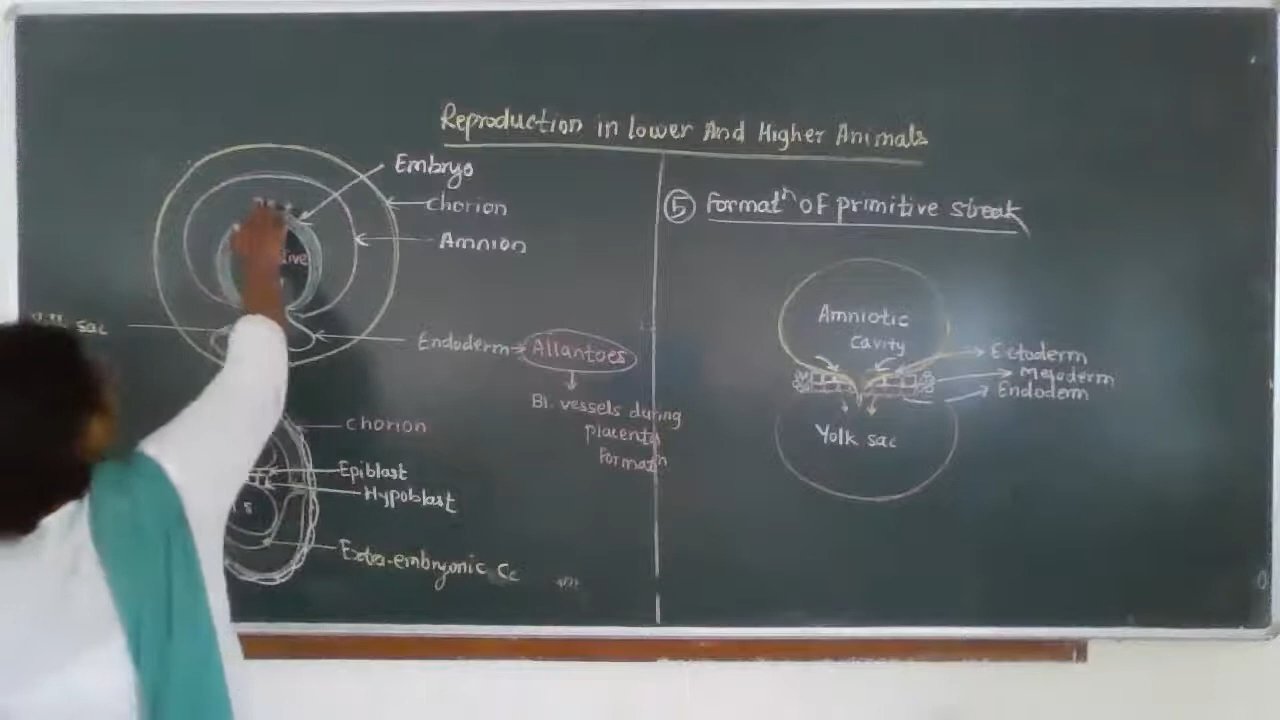 Reproduction in Lower And Higher Animals
Embryo
Chorion
Amnion
sac
Endoderm → Allantoes
Bl. vessels during
placenta
Formatn
Chorion
Epiblast
Hypoblast
Extra-embryonic Cc
⑤ Formatn OF primitive streak
Amniotic
cavity
Ectoderm
Mesoderm
Endoderm
Yolk sac